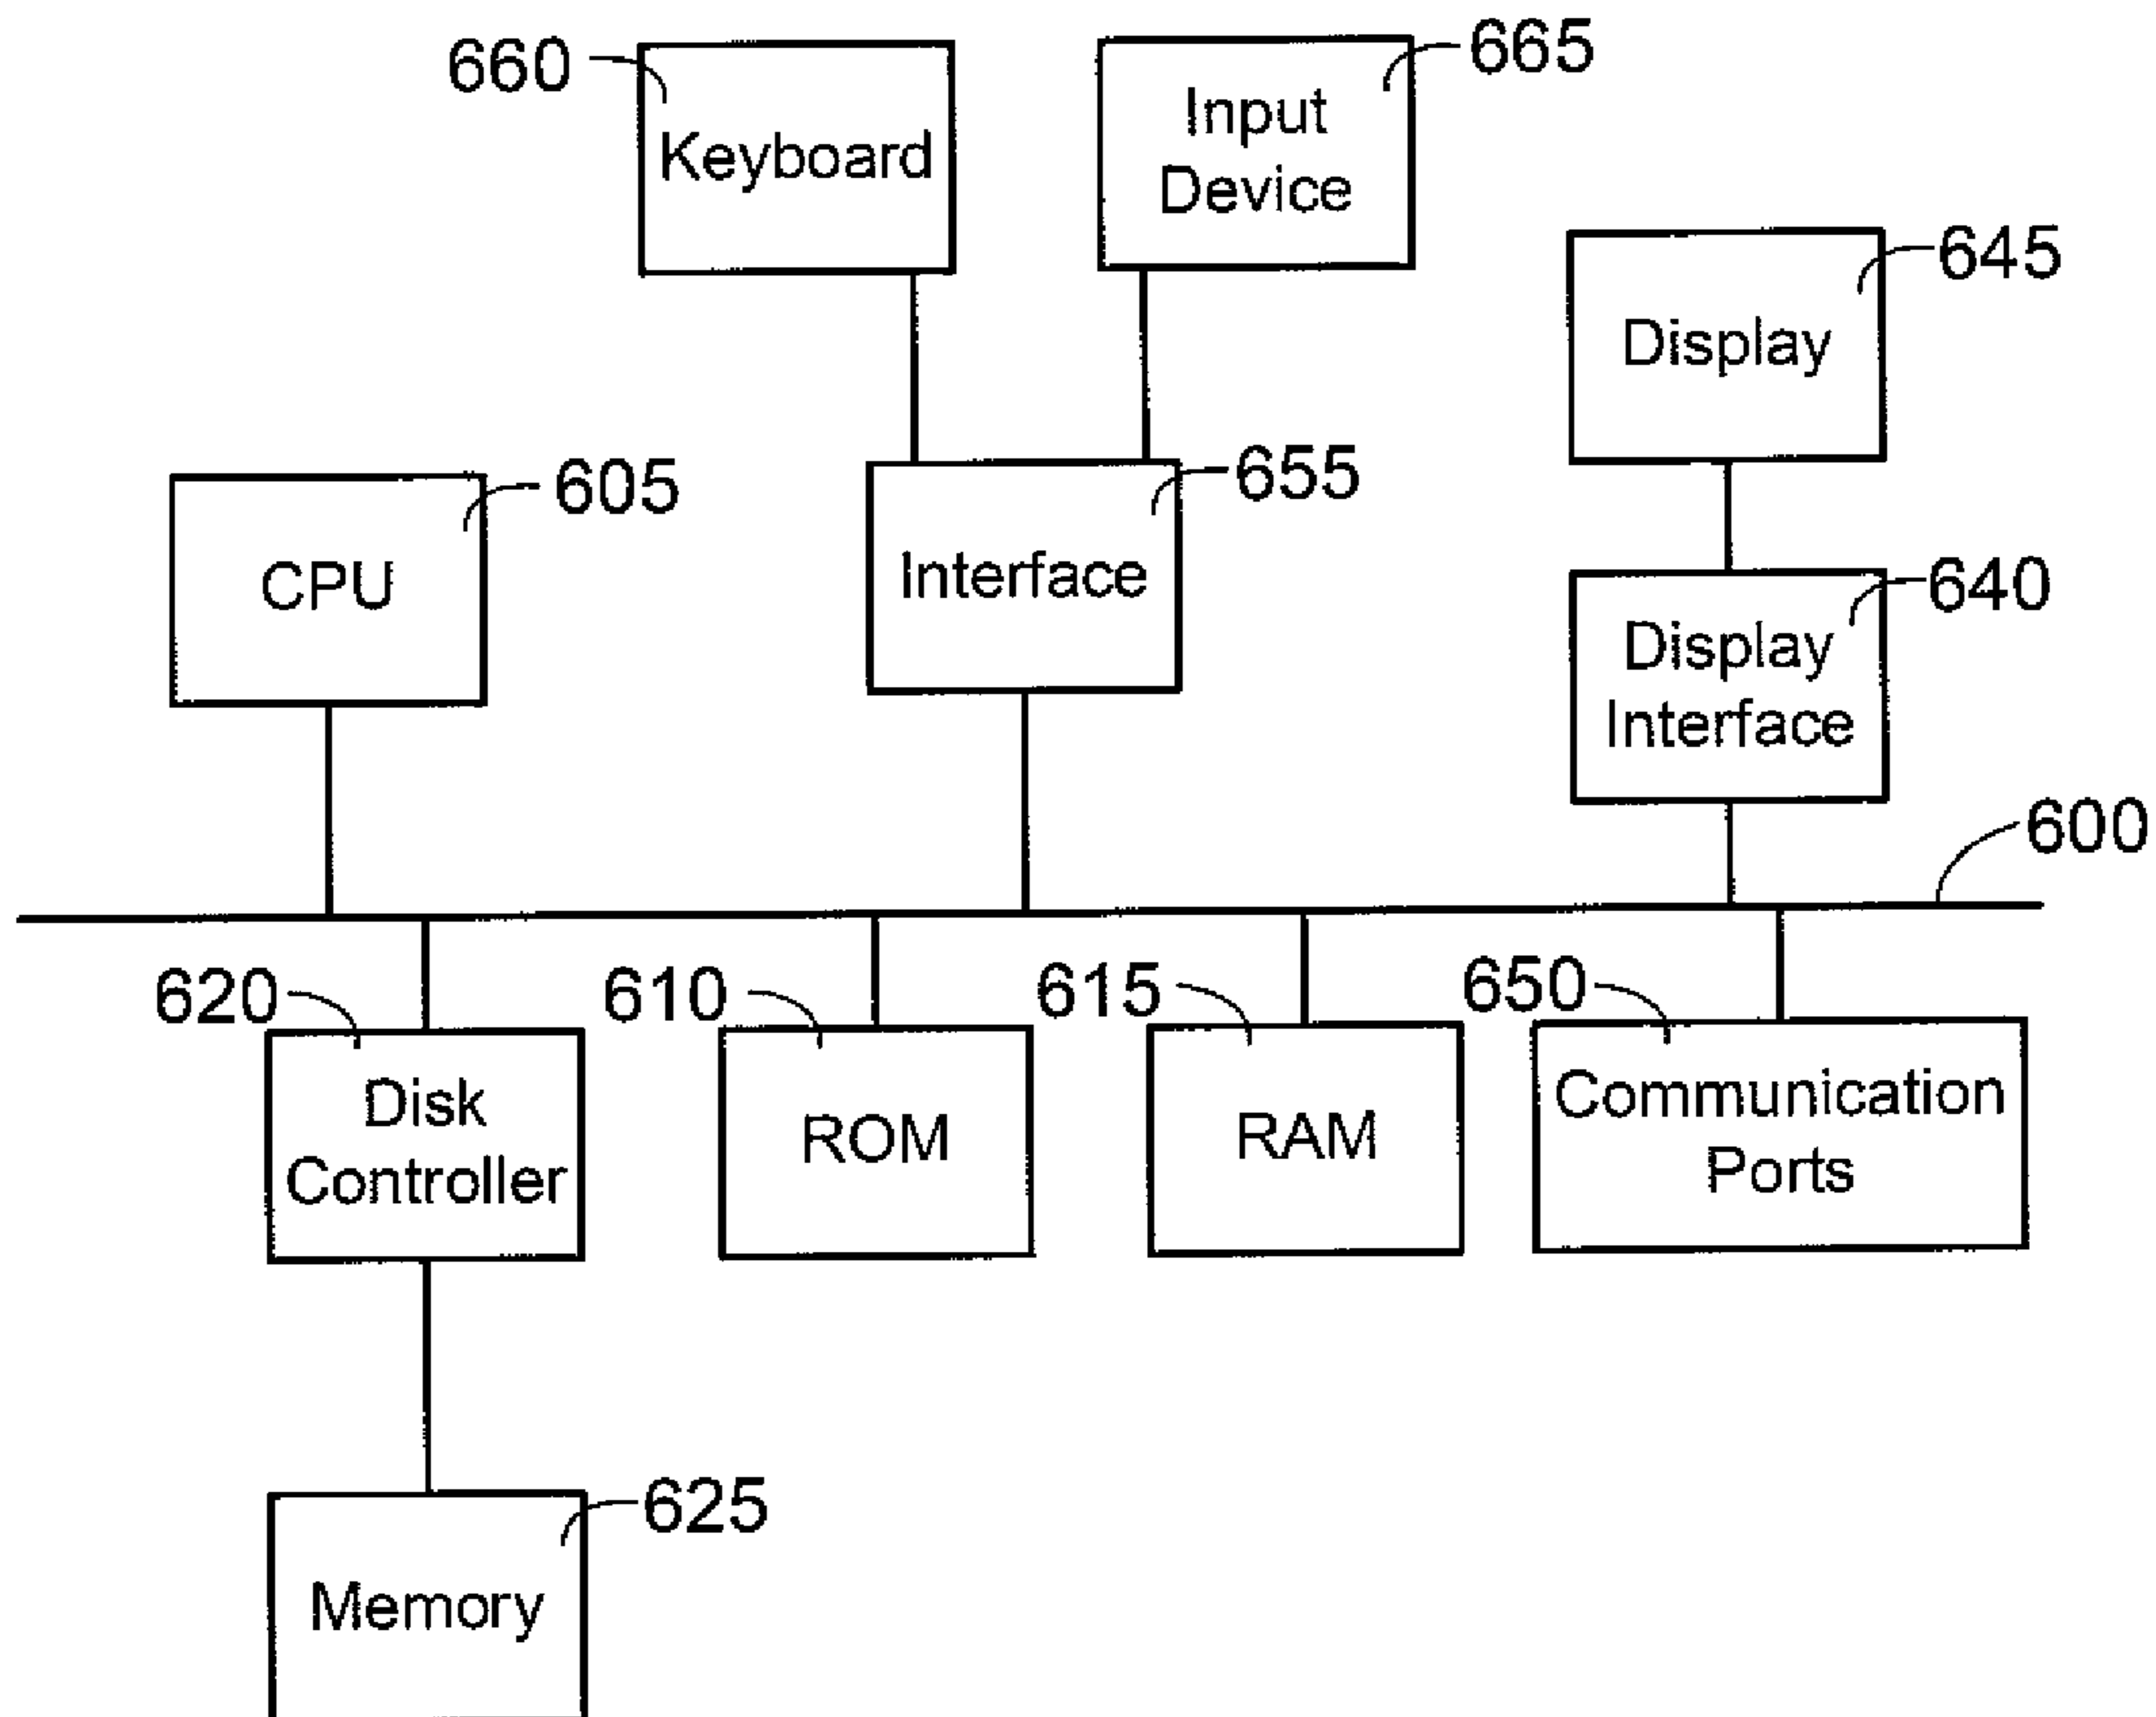 660
Keyboard
Input
Device
665
Display
645
CPU
605
Interface
655
Display
Interface
640
600
620
Disk
Controller
610
ROM
615
RAM
650
Communication
Ports
Memory
625